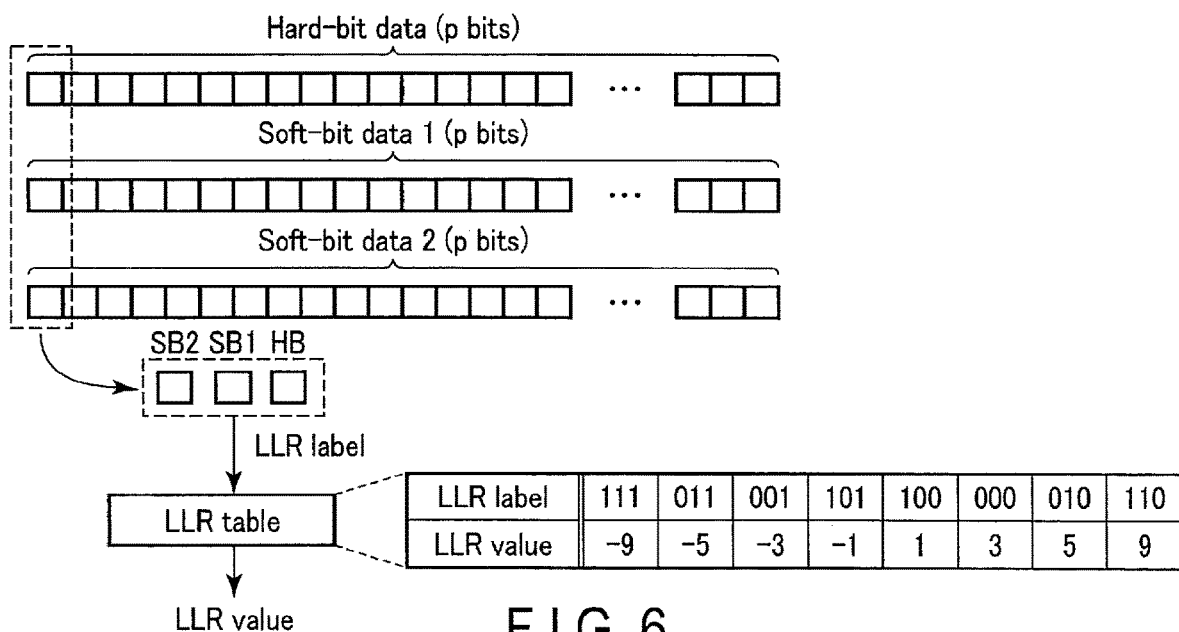 Hard-bit data (p bits)
...
Soft-bit data 1 (p bits)
...
Soft-bit data 2 (p bits)
...
SB2 SB1 HB
LLR label
LLR table
LLR label 111 011 001 101 100 000 010 110
LLR value -9 -5 -3 -1 1 3 5 9
LLR value
FIG. 6